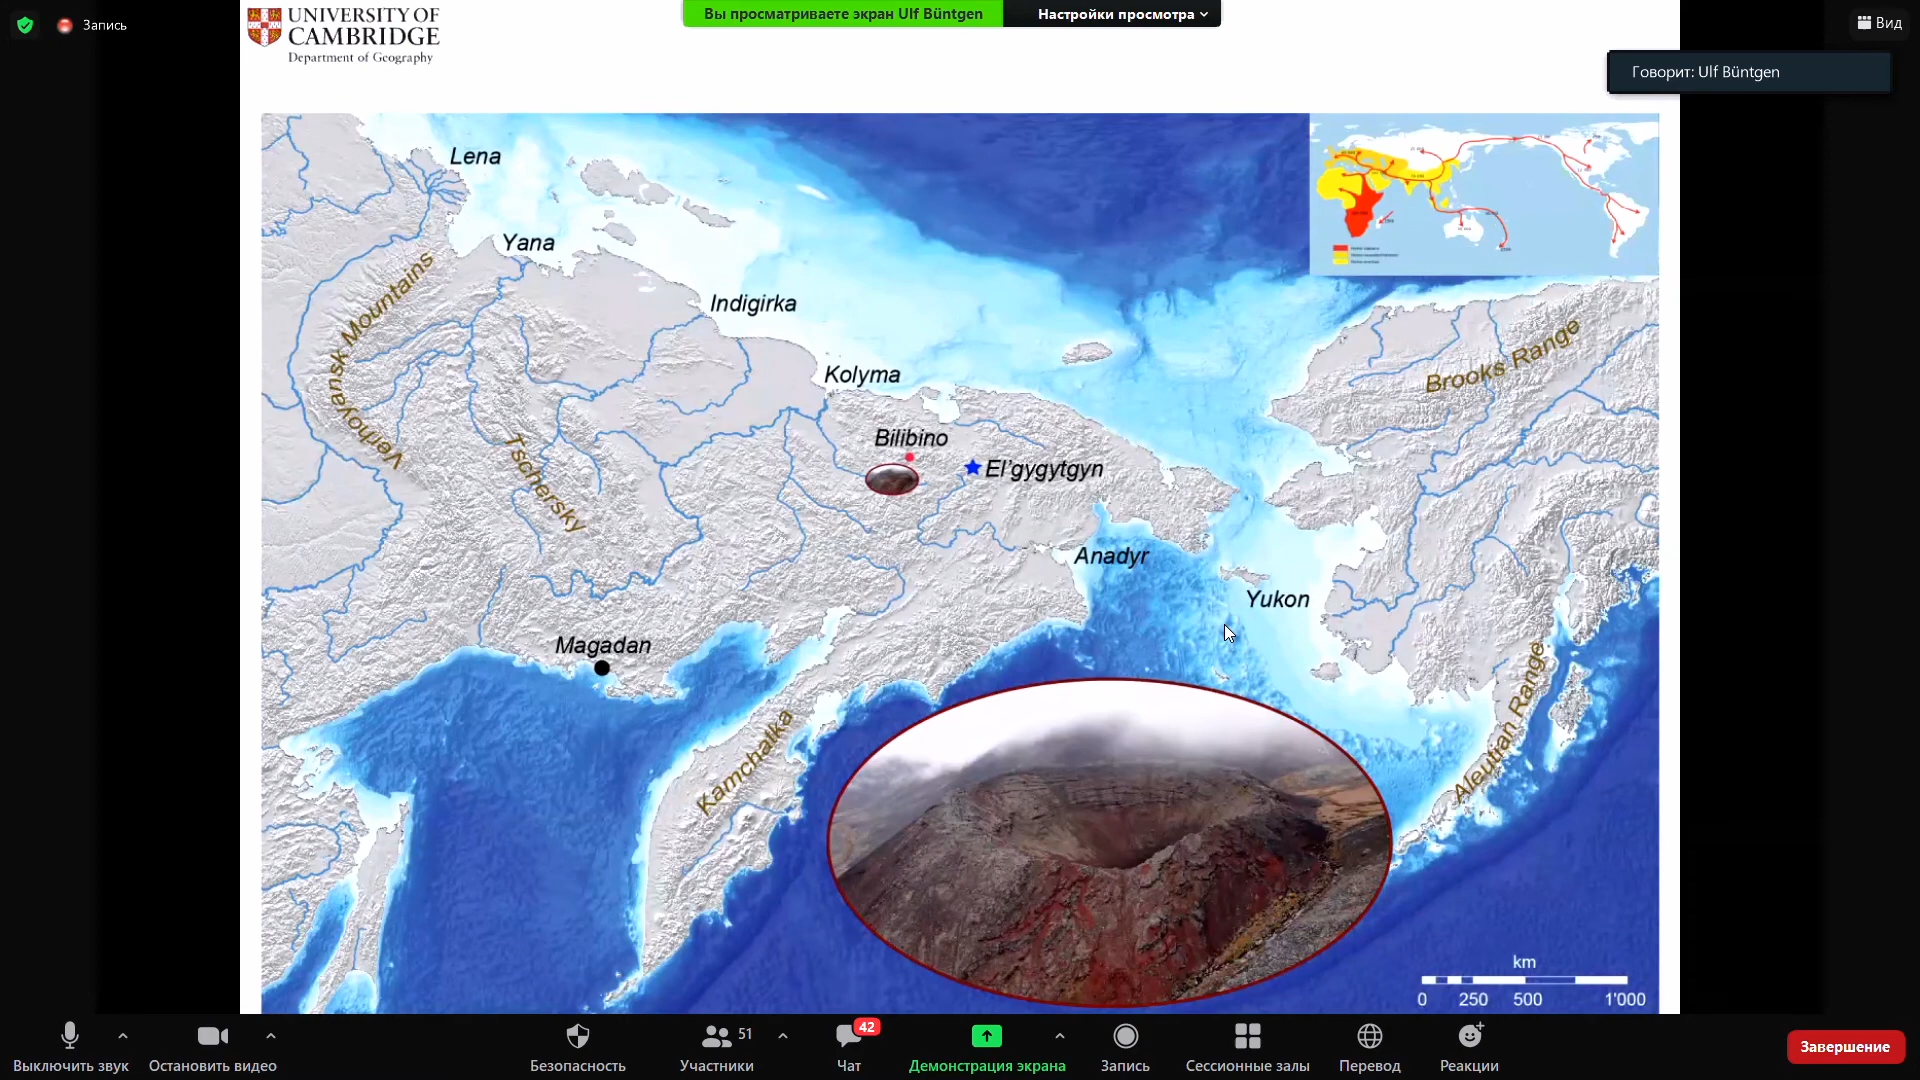 UNIVERSITY OF
CAMBRIDGE
Department of Geography
Вы просматриваете экран Ulf Büntgen
Настройки просмотра
Запись
Вид
Говорит: Ulf Büntgen
Lena
Yana
Indigirka
Kolyma
Verhoyansk Mountains
Tschersky
Brooks Range
Bilibino
El'gygytgyn
Anadyr
Yukon
Magadan
Kamchatka
Aleutian Range
km
0 250 500 1'000
Выключить звук
Остановить видео
Безопасность
51
Участники
42
Чат
Демонстрация экрана
Запись
Сессионные залы
Перевод
Реакции
Завершение